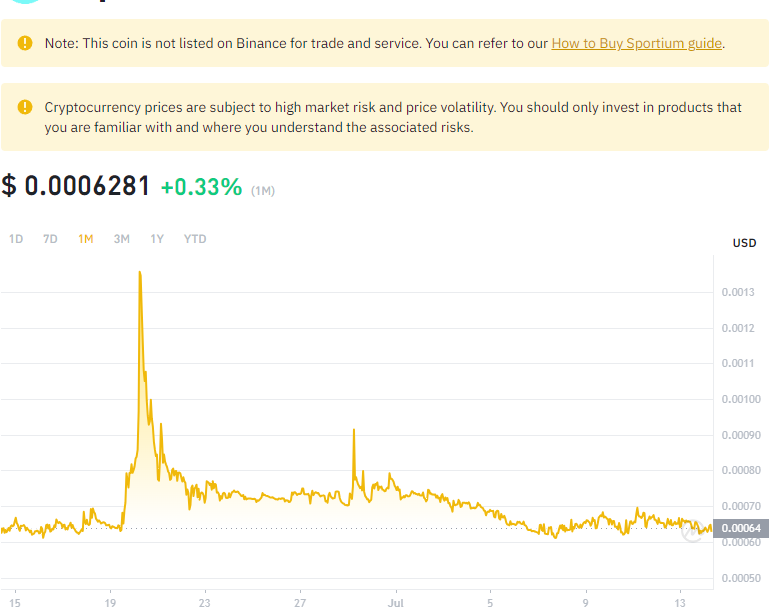 Note: This coin is not listed on Binance for trade and service. You can refer to our How to Buy Sportium guide.
Cryptocurrency prices are subject to high market risk and price volatility. You should only invest in products that
you are familiar with and where you understand the associated risks.
$ 0.0006281 +0.33% (1M)
1D 7D 1M 3M 1Y YTD
USD
0.0013
0.0012
0.0011
0.00100
0.00090
0.00080
0.00070
0.00064
0.00060
0.00050
15 19 23 27 Jul 5 9 13